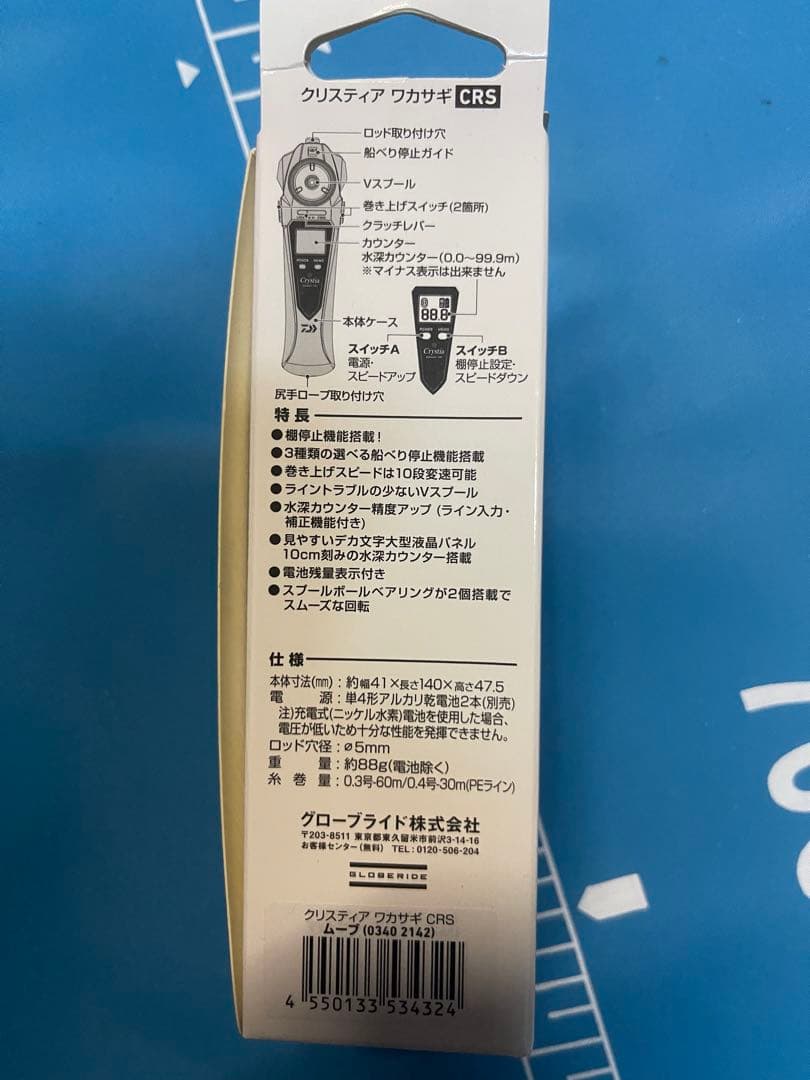 クリスティア ワカサギ CRS
ロッド取り付け穴
船べり停止ガイド
Vスプール
巻き上げスイッチ(2箇所)
クラッチレバー
カウンター
水深カウンター(0.0〜99.9m)
※マイナス表示は出来ません
88.8
POWER MEMO
Crystia
本体ケース
スイッチA
電源・
スピードアップ
スイッチB
棚停止設定・
スピードダウン
POWER MEMO
Crystia
尻手ロープ取り付け穴
特長
●棚停止機能搭載!
●3種類の選べる船べり停止機能搭載
●巻き上げスピードは10段変速可能
●ライントラブルの少ないVスプール
●水深カウンター精度アップ (ライン入力・
補正機能付き)
●見やすいデカ文字大型液晶パネル
10cm刻みの水深カウンター搭載
●電池残量表示付き
●スプールボールベアリングが2個搭載で
スムーズな回転
仕様
本体寸法(mm):約幅41×長さ140×高さ47.5
電源:単4形アルカリ乾電池2本(別売)
注)充電式(ニッケル水素)電池を使用した場合、
電圧が低いため十分な性能を発揮できません。
ロッド穴径:ø5mm
重量:約88g(電池除く)
糸巻量:0.3号-60m/0.4号-30m(PEライン)
グローブライド株式会社
〒203-8511 東京都東久留米市前沢3-14-16
お客様センター(無料) TEL:0120-506-204
GLOBERIDE
クリスティア ワカサギ CRS
ムーブ(0340 2142)
4 550133 534324